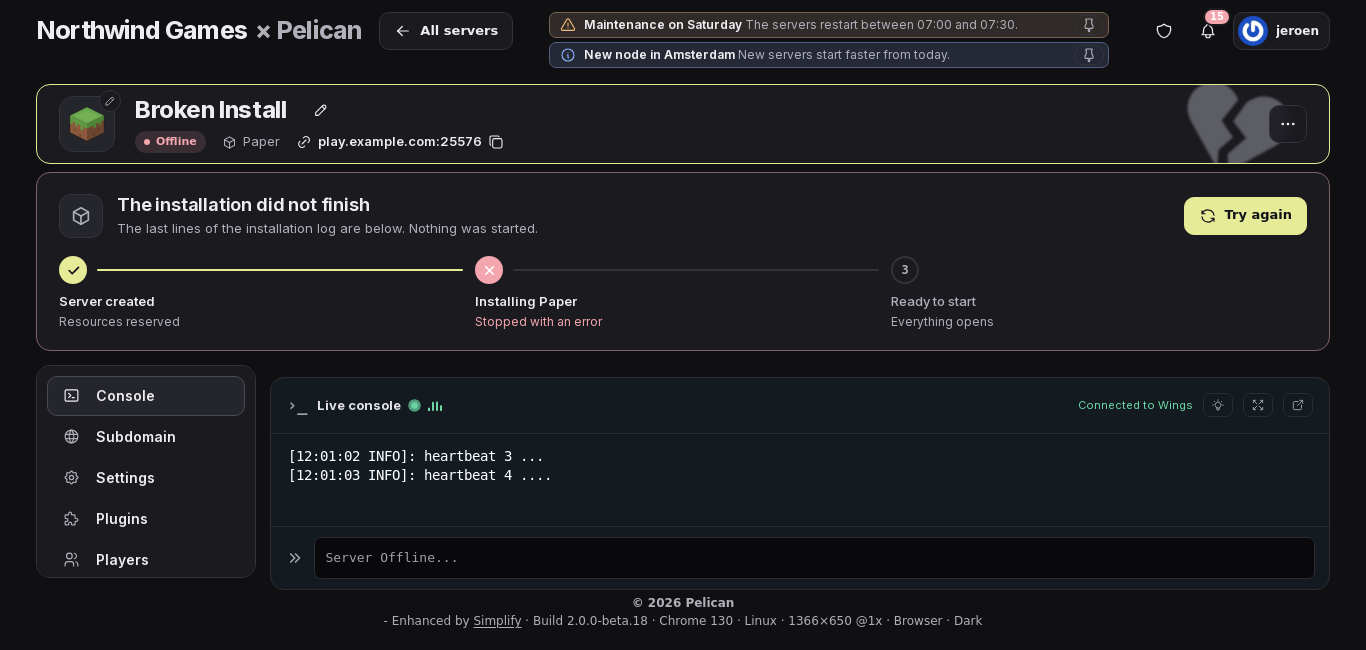 Northwind Games × Pelican
All servers
Maintenance on Saturday The servers restart between 07:00 and 07:30.
New node in Amsterdam New servers start faster from today.
15
jeroen
Broken Install
Offline
Paper
play.example.com:25576
The installation did not finish
The last lines of the installation log are below. Nothing was started.
Try again
3
Server created
Resources reserved
Installing Paper
Stopped with an error
Ready to start
Everything opens
Console
Subdomain
Settings
Plugins
Players
Live console
Connected to Wings
[12:01:02 INFO]: heartbeat 3 ...
[12:01:03 INFO]: heartbeat 4 ....
Server Offline...
© 2026 Pelican
- Enhanced by Simplify · Build 2.0.0-beta.18 · Chrome 130 · Linux · 1366×650 @1x · Browser · Dark